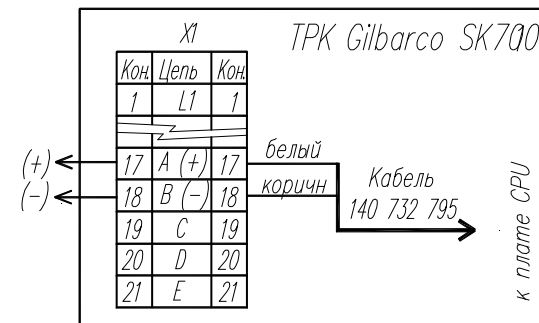 X1
ТРК Gilbarco SK700
Кон. Цепь Кон.
1 L1 1
(+) 17 A (+) 17 белый
(-) 18 B (-) 18 коричн
19 C 19
20 D 20
21 E 21
Кабель
140 732 795
к плате CPU